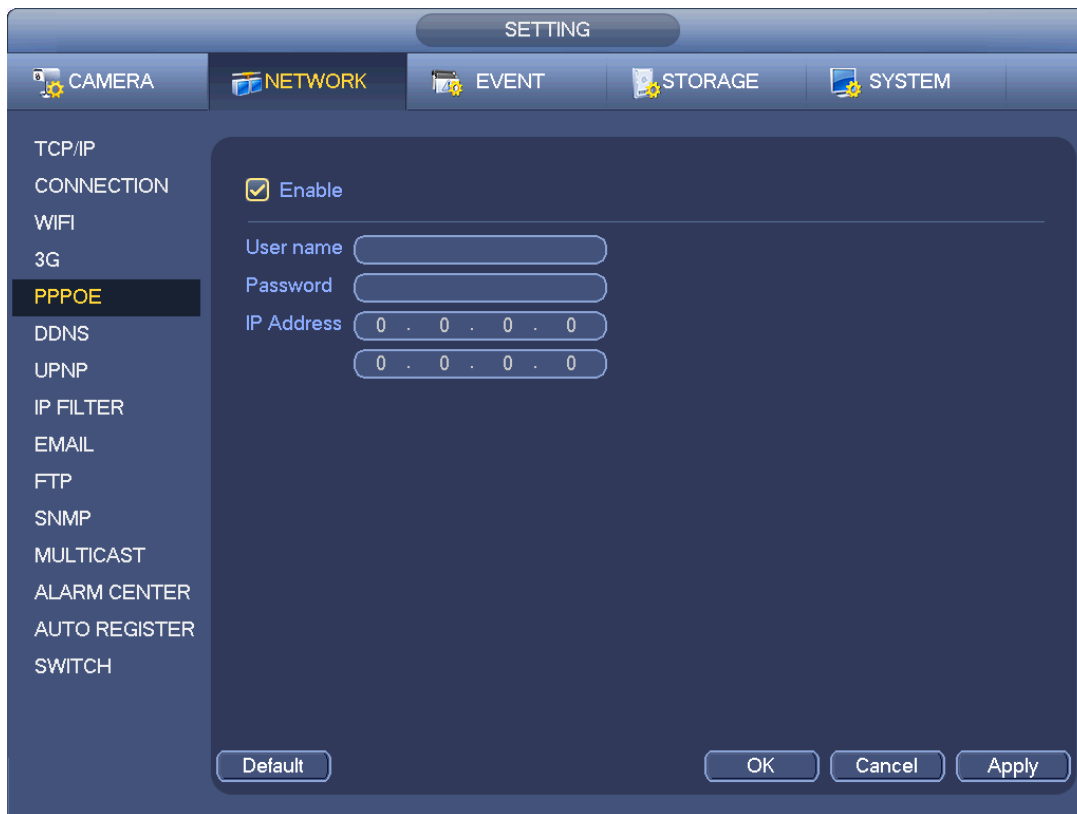 SETTING
CAMERA NETWORK EVENT STORAGE SYSTEM
TCP/IP
CONNECTION
WIFI
3G
PPPOE
DDNS
UPNP
IP FILTER
EMAIL
FTP
SNMP
MULTICAST
ALARM CENTER
AUTO REGISTER
SWITCH
Enable
User name
Password
IP Address 0 . 0 . 0 . 0
0 . 0 . 0 . 0
Default OK Cancel Apply